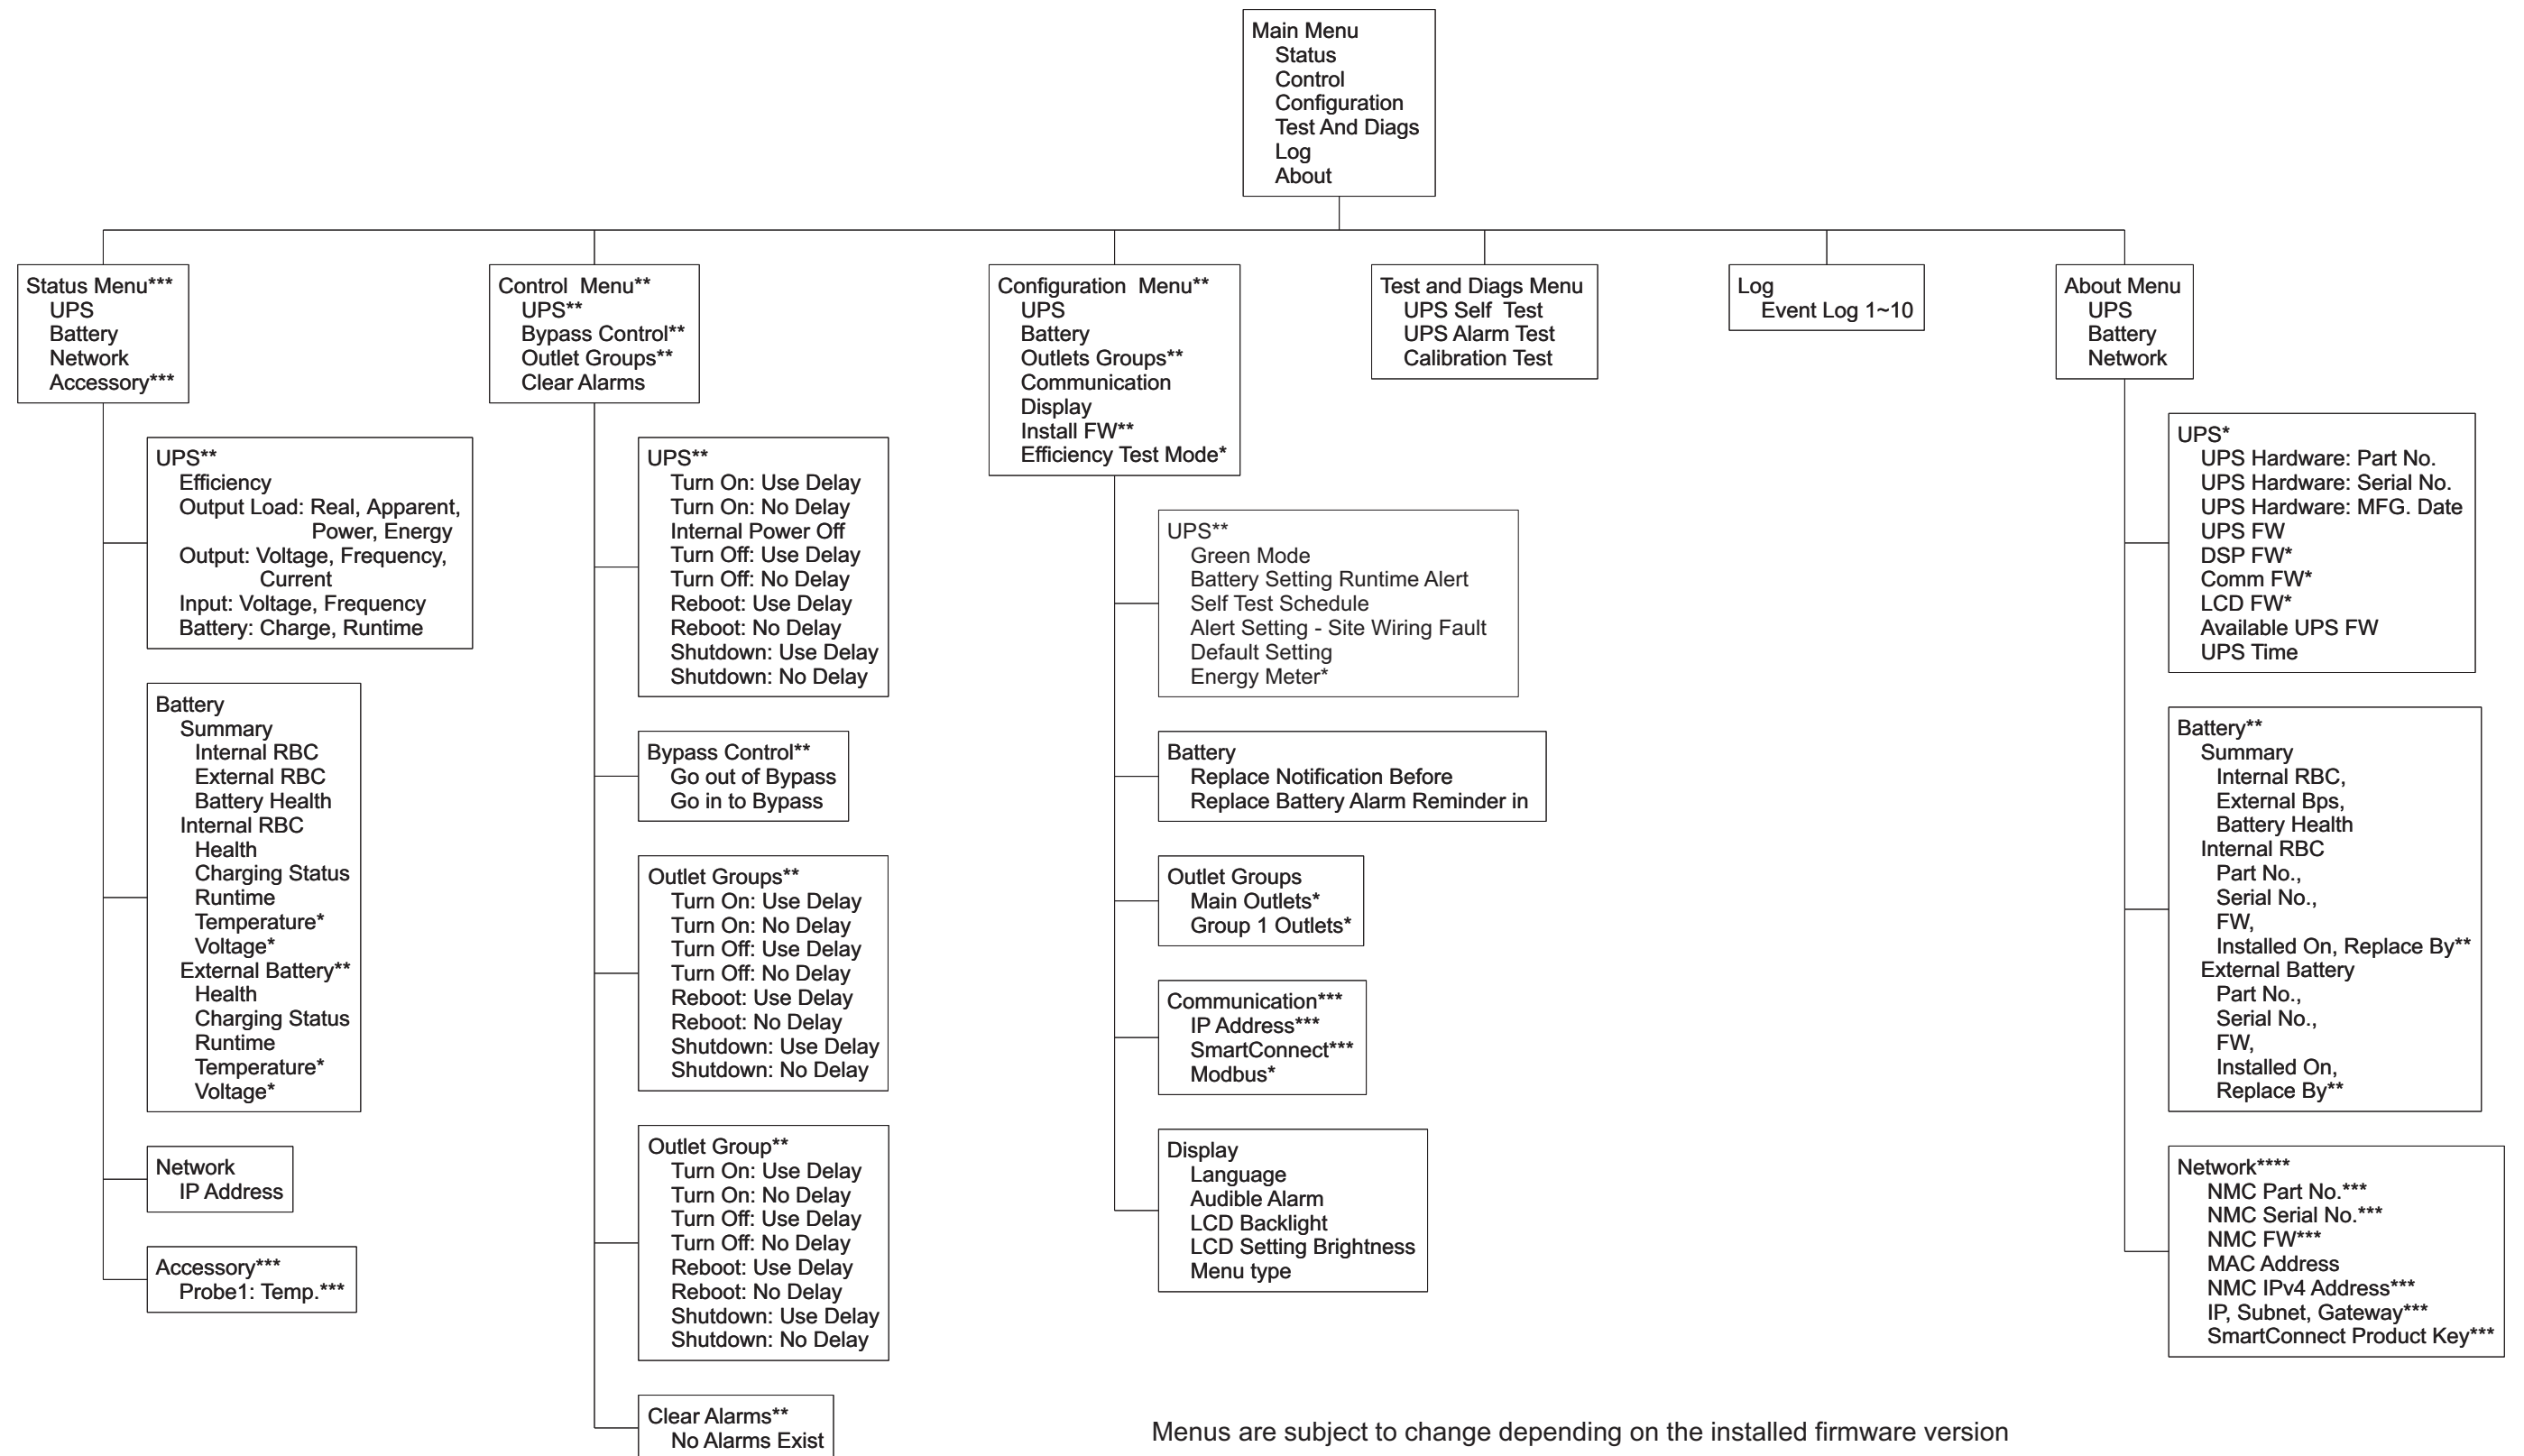 Main Menu
Status
Control
Configuration
Test And Diags
Log
About
Status Menu***
UPS
Battery
Network
Accessory***
UPS**
Efficiency
Output Load: Real, Apparent,
Power, Energy
Output: Voltage, Frequency,
Current
Input: Voltage, Frequency
Battery: Charge, Runtime
Battery
Summary
Internal RBC
External RBC
Battery Health
Internal RBC
Health
Charging Status
Runtime
Temperature*
Voltage*
External Battery**
Health
Charging Status
Runtime
Temperature*
Voltage*
Network
IP Address
Accessory***
Probe1: Temp.***
Control Menu**
UPS**
Bypass Control**
Outlet Groups**
Clear Alarms
UPS**
Turn On: Use Delay
Turn On: No Delay
Internal Power Off
Turn Off: Use Delay
Turn Off: No Delay
Reboot: Use Delay
Reboot: No Delay
Shutdown: Use Delay
Shutdown: No Delay
Bypass Control**
Go out of Bypass
Go in to Bypass
Outlet Groups**
Turn On: Use Delay
Turn On: No Delay
Turn Off: Use Delay
Turn Off: No Delay
Reboot: Use Delay
Reboot: No Delay
Shutdown: Use Delay
Shutdown: No Delay
Outlet Group**
Turn On: Use Delay
Turn On: No Delay
Turn Off: Use Delay
Turn Off: No Delay
Reboot: Use Delay
Reboot: No Delay
Shutdown: Use Delay
Shutdown: No Delay
Clear Alarms**
No Alarms Exist
Configuration Menu**
UPS
Battery
Outlets Groups**
Communication
Display
Install FW**
Efficiency Test Mode*
UPS**
Green Mode
Battery Setting Runtime Alert
Self Test Schedule
Alert Setting - Site Wiring Fault
Default Setting
Energy Meter*
Battery
Replace Notification Before
Replace Battery Alarm Reminder in
Outlet Groups
Main Outlets*
Group 1 Outlets*
Communication***
IP Address***
SmartConnect***
Modbus*
Display
Language
Audible Alarm
LCD Backlight
LCD Setting Brightness
Menu type
Test and Diags Menu
UPS Self Test
UPS Alarm Test
Calibration Test
Log
Event Log 1~10
About Menu
UPS
Battery
Network
UPS*
UPS Hardware: Part No.
UPS Hardware: Serial No.
UPS Hardware: MFG. Date
UPS FW
DSP FW*
Comm FW*
LCD FW*
Available UPS FW
UPS Time
Battery**
Summary
Internal RBC,
External Bps,
Battery Health
Internal RBC
Part No.,
Serial No.,
FW,
Installed On, Replace By**
External Battery
Part No.,
Serial No.,
FW,
Installed On,
Replace By**
Network****
NMC Part No.***
NMC Serial No.***
NMC FW***
MAC Address
NMC IPv4 Address***
IP, Subnet, Gateway***
SmartConnect Product Key***
Menus are subject to change depending on the installed firmware version